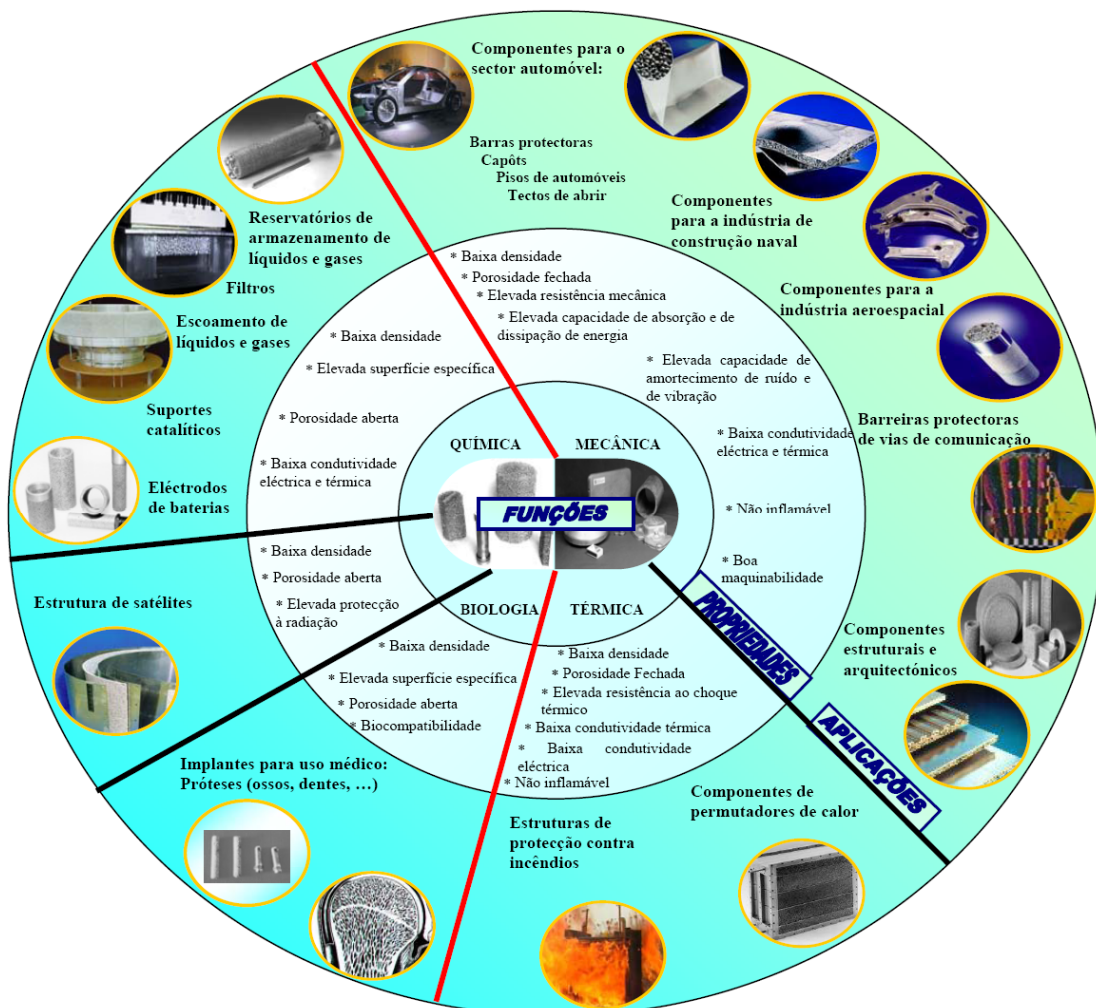 Componentes para o
sector automóvel:
Barras protectoras
Capôts
Pisos de automóveis
Tectos de abrir
Componentes
para a indústria de
construção naval
Componentes para a
indústria aeroespacial
Barreiras protectoras
de vias de comunicação
Componentes
estruturais e
arquitectónicos
Componentes de
permutadores de calor
Estruturas de
protecção contra
incêndios
Implantes para uso médico:
Próteses (ossos, dentes, …)
Estrutura de satélites
Eléctrodos
de baterias
Suportes
catalíticos
Escoamento de
líquidos e gases
Filtros
Reservatórios de
armazenamento de
líquidos e gases
* Baixa densidade
* Porosidade fechada
* Elevada resistência mecânica
* Elevada capacidade de absorção e de
dissipação de energia
* Elevada capacidade de
amortecimento de ruído e
de vibração
* Baixa condutividade
eléctrica e térmica
* Não inflamável
* Boa
maquinabilidade
* Baixa densidade
* Elevada superfície específica
* Porosidade aberta
* Baixa condutividade
eléctrica e térmica
* Baixa densidade
* Porosidade aberta
* Elevada protecção
à radiação
* Baixa densidade
* Elevada superfície específica
* Porosidade aberta
* Biocompatibilidade
* Baixa densidade
* Porosidade Fechada
* Elevada resistência ao choque
térmico
* Baixa condutividade térmica
* Baixa condutividade
eléctrica
* Não inflamável
QUÍMICA
MECÂNICA
FUNÇÕES
BIOLOGIA
TÉRMICA
PROPRIEDADES
APLICAÇÕES